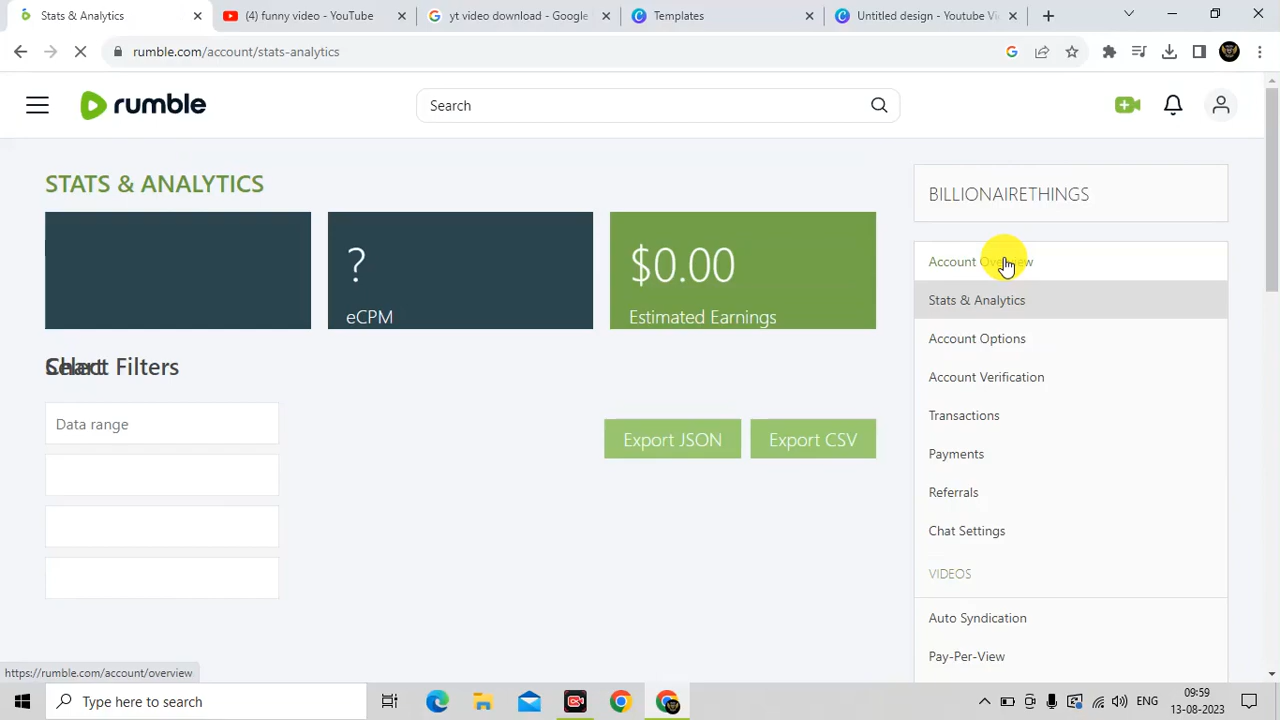 Stats & Analytics
(4) funny video - YouTube
yt video download - Google
Templates
Untitled design - Youtube Vi
rumble.com/account/stats-analytics
rumble
Search
STATS & ANALYTICS
BILLIONAIRETHINGS
?
eCPM
$0.00
Estimated Earnings
Account Overview
Stats & Analytics
Account Options
Account Verification
Transactions
Payments
Referrals
Chat Settings
VIDEOS
Auto Syndication
Pay-Per-View
Select Filters
Chart
Data range
Export JSON
Export CSV
https://rumble.com/account/overview
Type here to search
ENG
09:59
13-08-2023